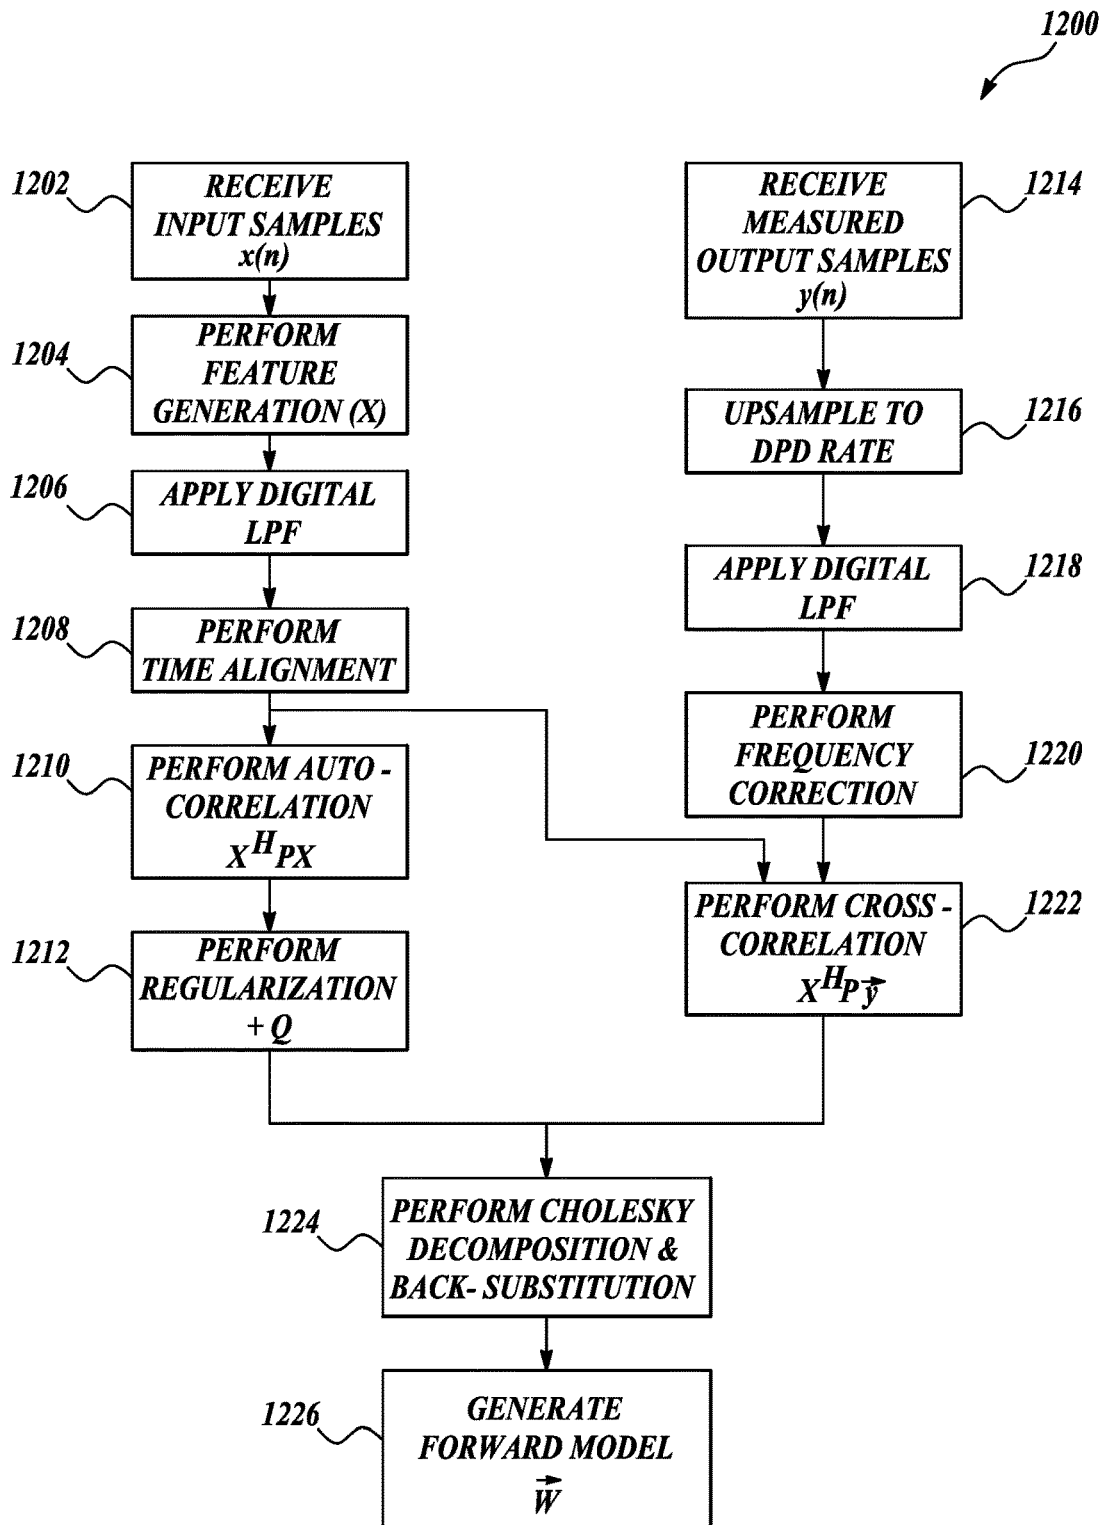 1200
1202
RECEIVE
INPUT SAMPLES
x(n)
1204
PERFORM
FEATURE
GENERATION (X)
1206
APPLY DIGITAL
LPF
1208
PERFORM
TIME ALIGNMENT
1210
PERFORM AUTO -
CORRELATION
X^H PX
1212
PERFORM
REGULARIZATION
+ Q
1214
RECEIVE
MEASURED
OUTPUT SAMPLES
y(n)
1216
UPSAMPLE TO
DPD RATE
1218
APPLY DIGITAL
LPF
1220
PERFORM
FREQUENCY
CORRECTION
1222
PERFORM CROSS -
CORRELATION
X^H P y⃗
1224
PERFORM CHOLESKY
DECOMPOSITION &
BACK- SUBSTITUTION
1226
GENERATE
FORWARD MODEL
W⃗